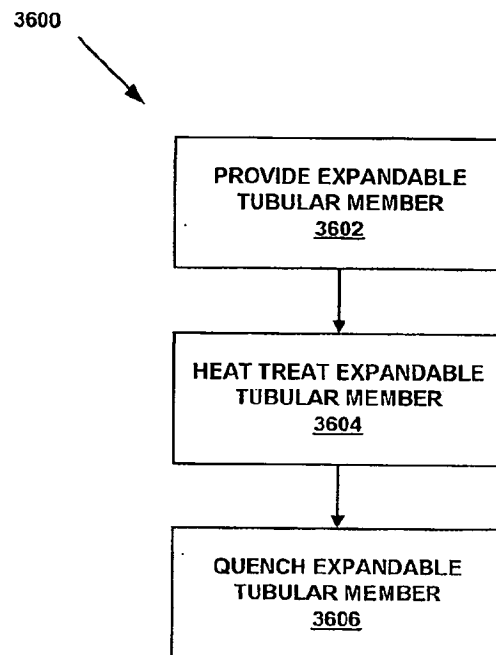 3600
PROVIDE EXPANDABLE
TUBULAR MEMBER
3602
HEAT TREAT EXPANDABLE
TUBULAR MEMBER
3604
QUENCH EXPANDABLE
TUBULAR MEMBER
3606